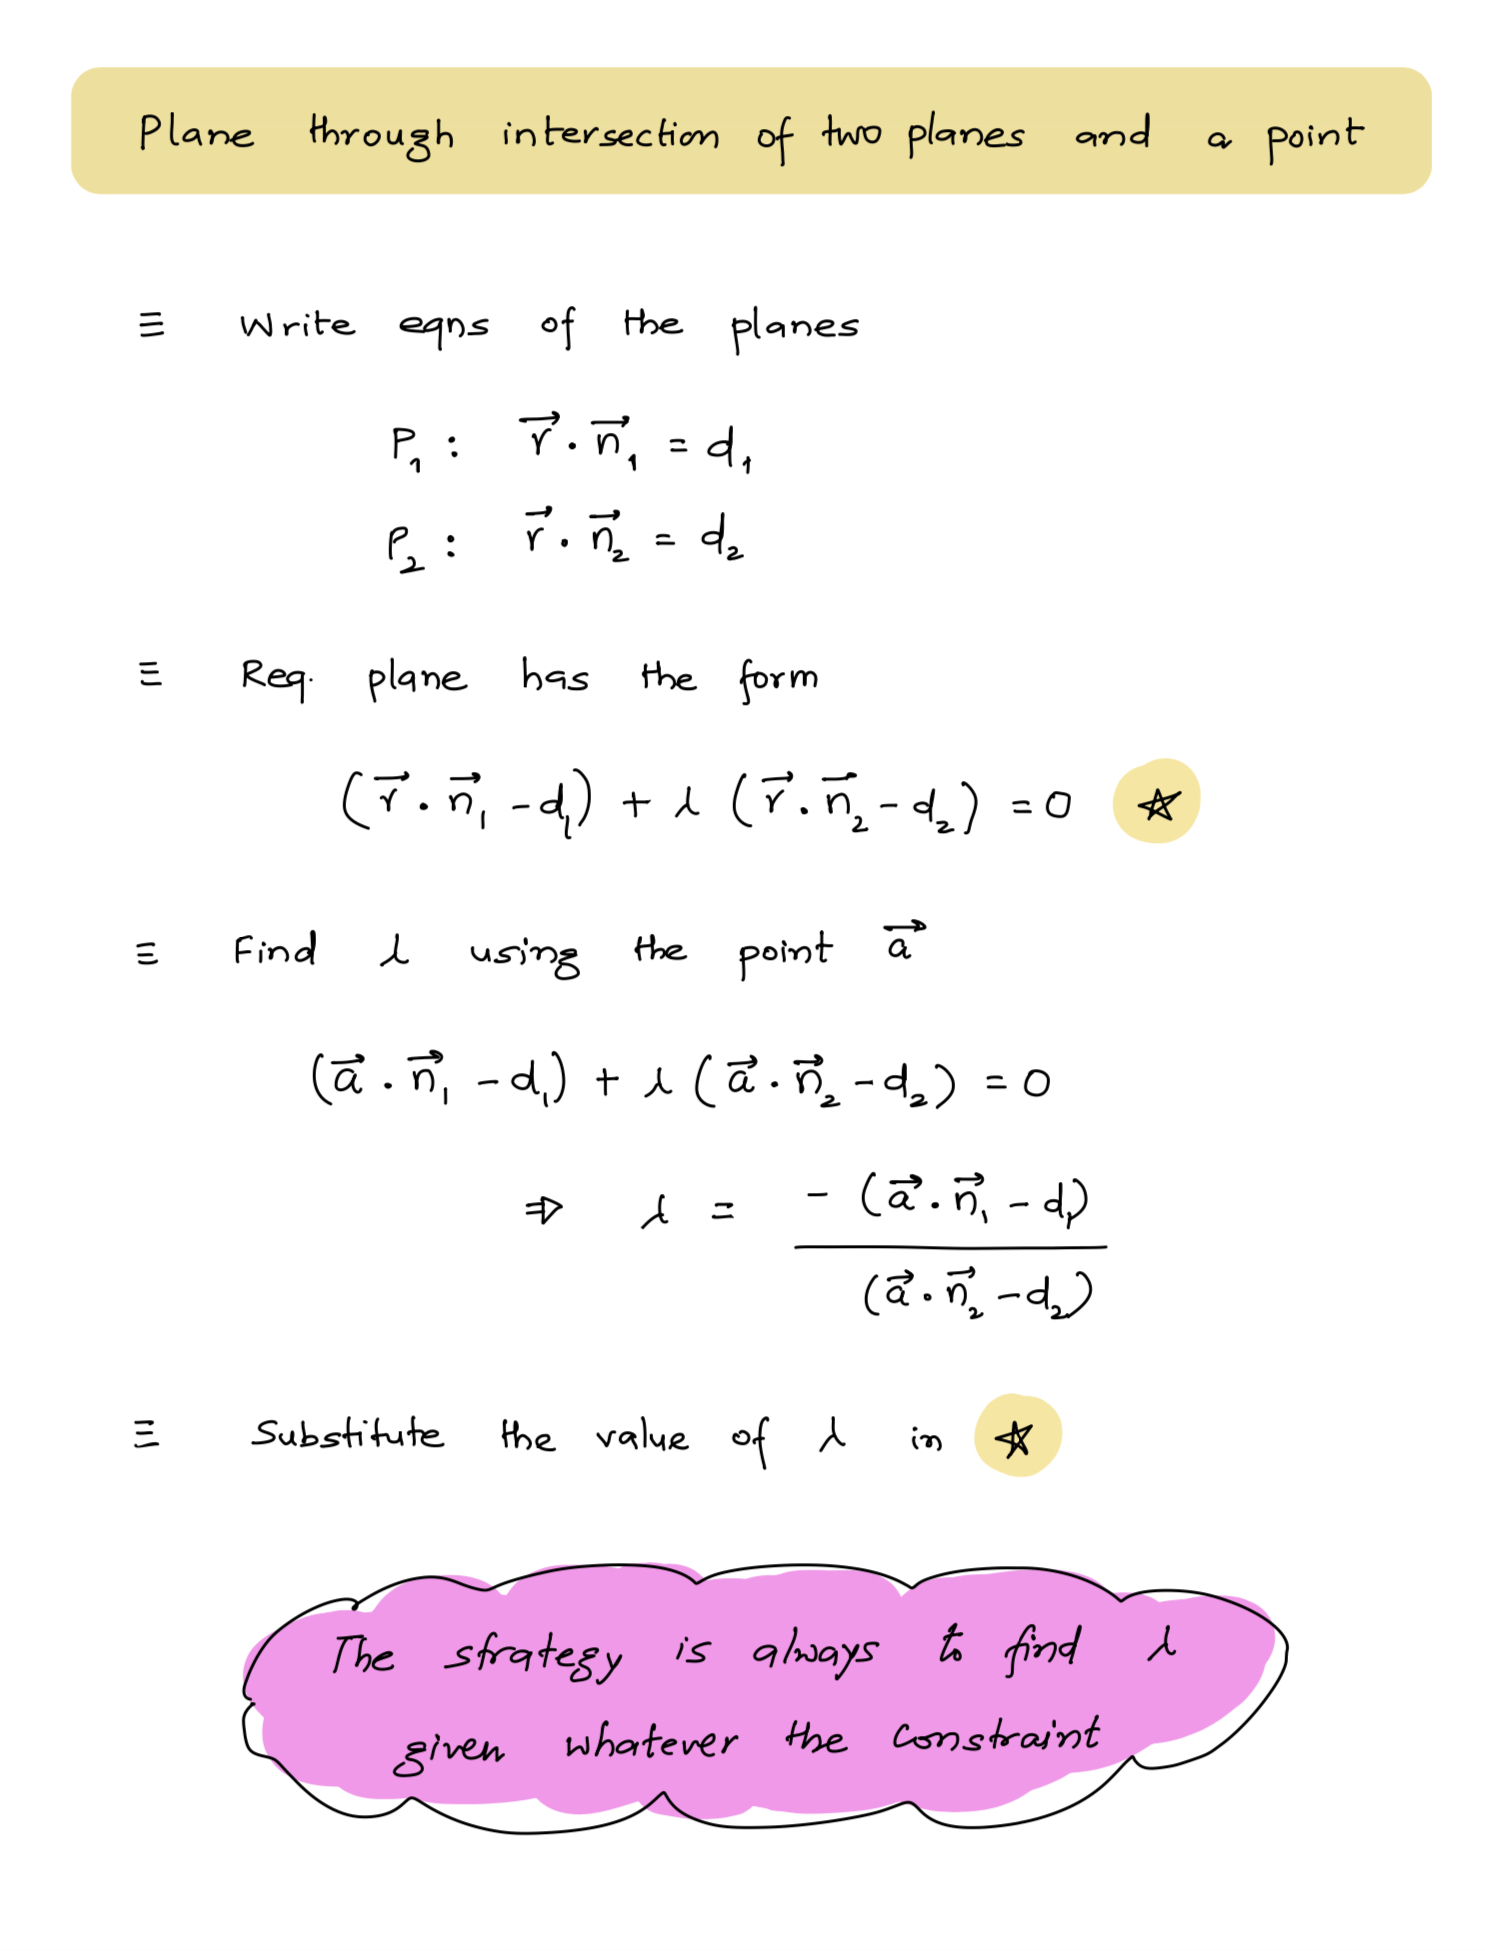 Plane through intersection of two planes and a point
≡ Write eqns of the planes
P₁ : r⃗ · n⃗₁ = d₁
P₂ : r⃗ · n⃗₂ = d₂
≡ Req. plane has the form
(r⃗ · n⃗₁ - d₁) + λ (r⃗ · n⃗₂ - d₂) = 0 ☆
≡ Find λ using the point a⃗
(a⃗ · n⃗₁ - d₁) + λ (a⃗ · n⃗₂ - d₂) = 0
⇒ λ = - (a⃗ · n⃗₁ - d₁) / (a⃗ · n⃗₂ - d₂)
≡ Substitute the value of λ in ☆
The strategy is always to find λ
given whatever the constraint